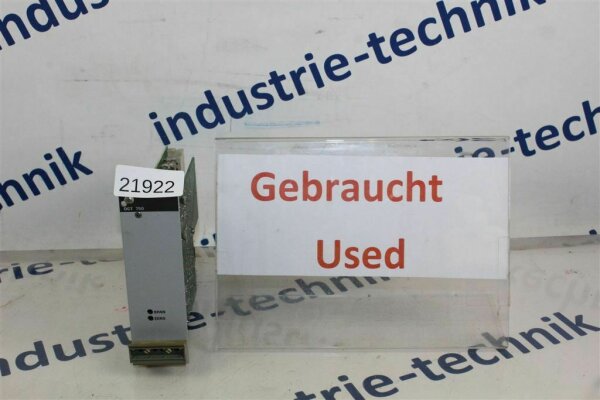 industrie-technik
industrie-technik
industrie-technik
industrie-technik
industrie-technik
21922
Gebraucht
Used
SPAN
ZERO